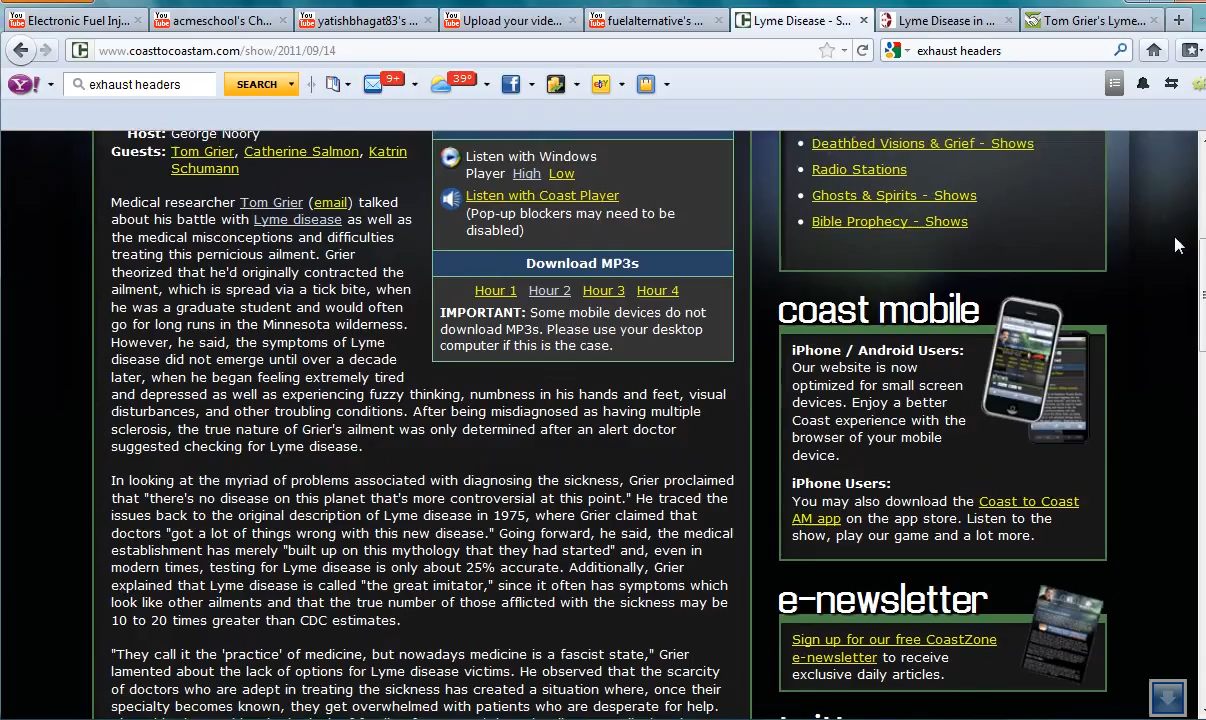 Electronic Fuel Inj...
acmeschool's Ch...
yatishbhagat83's ...
Upload your vide...
fuelalternative's ...
Lyme Disease - S...
Lyme Disease in ...
Tom Grier's Lyme...
www.coasttocoastam.com/show/2011/09/14
exhaust headers
exhaust headers
SEARCH
9+
39°
Host: George Noory
Guests: Tom Grier, Catherine Salmon, Katrin
Schumann
Medical researcher Tom Grier (email) talked
about his battle with Lyme disease as well as
the medical misconceptions and difficulties
treating this pernicious ailment. Grier
theorized that he'd originally contracted the
ailment, which is spread via a tick bite, when
he was a graduate student and would often
go for long runs in the Minnesota wilderness.
However, he said, the symptoms of Lyme
disease did not emerge until over a decade
later, when he began feeling extremely tired
and depressed as well as experiencing fuzzy thinking, numbness in his hands and feet, visual
disturbances, and other troubling conditions. After being misdiagnosed as having multiple
sclerosis, the true nature of Grier's ailment was only determined after an alert doctor
suggested checking for Lyme disease.
In looking at the myriad of problems associated with diagnosing the sickness, Grier proclaimed
that "there's no disease on this planet that's more controversial at this point." He traced the
issues back to the original description of Lyme disease in 1975, where Grier claimed that
doctors "got a lot of things wrong with this new disease." Going forward, he said, the medical
establishment has merely "built up on this mythology that they had started" and, even in
modern times, testing for Lyme disease is only about 25% accurate. Additionally, Grier
explained that Lyme disease is called "the great imitator," since it often has symptoms which
look like other ailments and that the true number of those afflicted with the sickness may be
10 to 20 times greater than CDC estimates.
"They call it the 'practice' of medicine, but nowadays medicine is a fascist state," Grier
lamented about the lack of options for Lyme disease victims. He observed that the scarcity
of doctors who are adept in treating the sickness has created a situation where, once their
specialty becomes known, they get overwhelmed with patients who are desperate for help.
Listen with Windows
Player High Low
Listen with Coast Player
(Pop-up blockers may need to be
disabled)
Download MP3s
Hour 1 Hour 2 Hour 3 Hour 4
IMPORTANT: Some mobile devices do not
download MP3s. Please use your desktop
computer if this is the case.
Deathbed Visions & Grief - Shows
Radio Stations
Ghosts & Spirits - Shows
Bible Prophecy - Shows
coast mobile
iPhone / Android Users:
Our website is now
optimized for small screen
devices. Enjoy a better
Coast experience with the
browser of your mobile
device.
iPhone Users:
You may also download the Coast to Coast
AM app on the app store. Listen to the
show, play our game and a lot more.
e-newsletter
Sign up for our free CoastZone
e-newsletter to receive
exclusive daily articles.